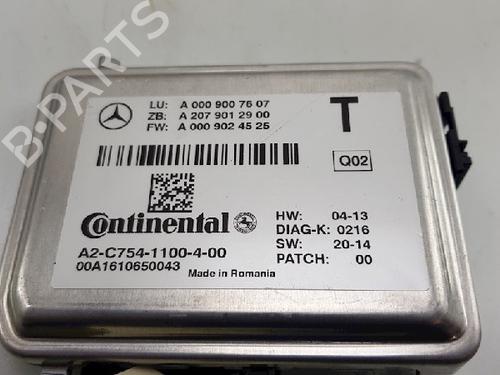 LU: A 000 900 76 07
ZB: A 207 901 29 00
FW: A 000 902 45 25
T
Q02
Continental
HW: 04-13
DIAG-K: 0216
SW: 20-14
PATCH: 00
A2-C754-1100-4-00
00A1610650043
Made in Romania
B-PARTS